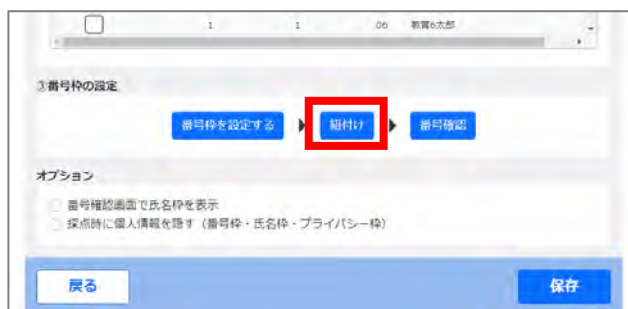 1 1 06 教育6太郎
③番号枠の設定
番号枠を設定する 紐付け 番号確認
オプション
番号確認画面で氏名枠を表示
採点時に個人情報を隠す（番号枠・氏名枠・プライバシー枠）
戻る 保存